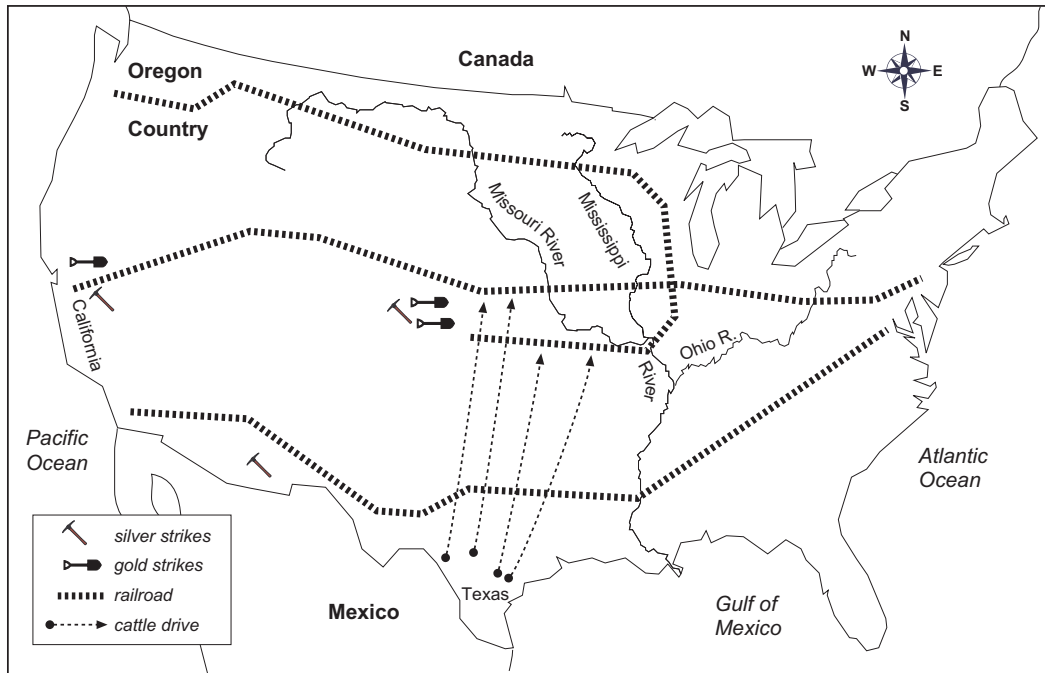 Canada
N
W E
S
Oregon
Country
Missouri River
Mississippi
River
Ohio R.
California
Pacific
Ocean
Atlantic
Ocean
silver strikes
gold strikes
railroad
cattle drive
Texas
Mexico
Gulf of
Mexico